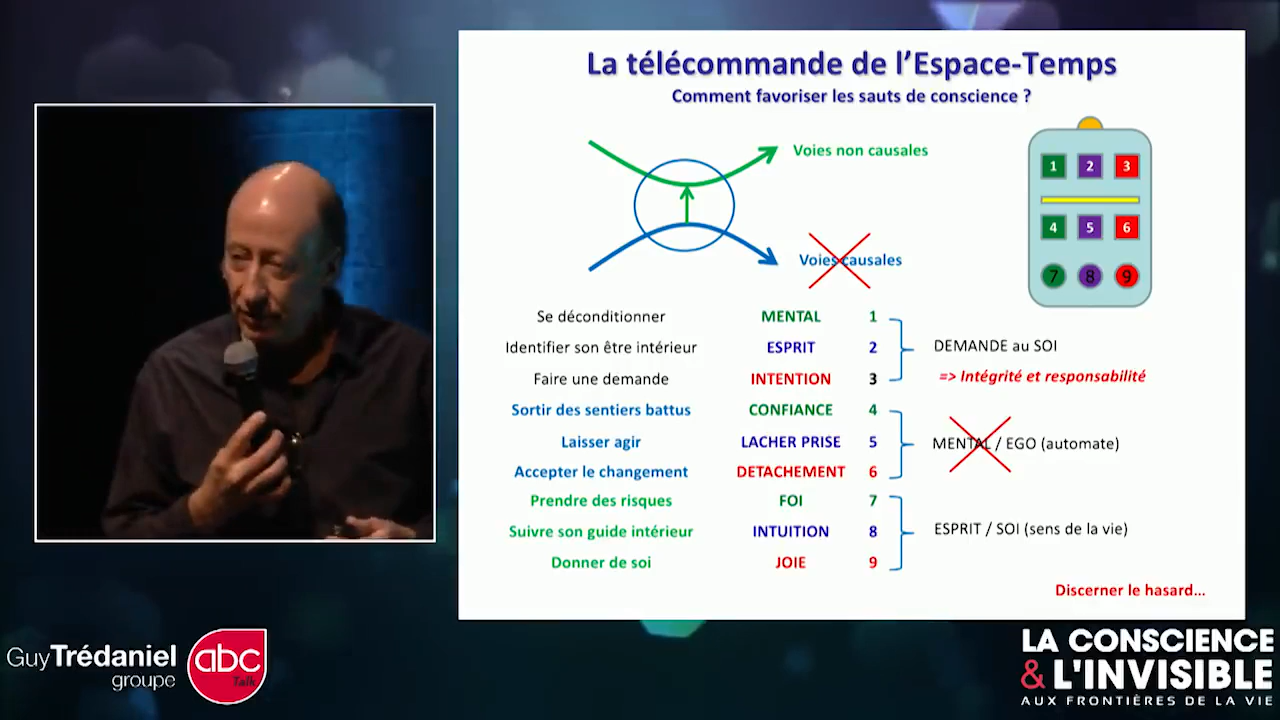 La télécommande de l'Espace-Temps
Comment favoriser les sauts de conscience ?
Voies non causales
Voies causales
1 2 3
4 5 6
7 8 9
Se déconditionner MENTAL 1
Identifier son être intérieur ESPRIT 2
Faire une demande INTENTION 3
DEMANDE au SOI
=> Intégrité et responsabilité
Sortir des sentiers battus CONFIANCE 4
Laisser agir LACHER PRISE 5
Accepter le changement DETACHEMENT 6
MENTAL / EGO (automate)
Prendre des risques FOI 7
Suivre son guide intérieur INTUITION 8
Donner de soi JOIE 9
ESPRIT / SOI (sens de la vie)
Discerner le hasard...
Guy Trédaniel
groupe
abc
Talk
LA CONSCIENCE
& L'INVISIBLE
AUX FRONTIÈRES DE LA VIE